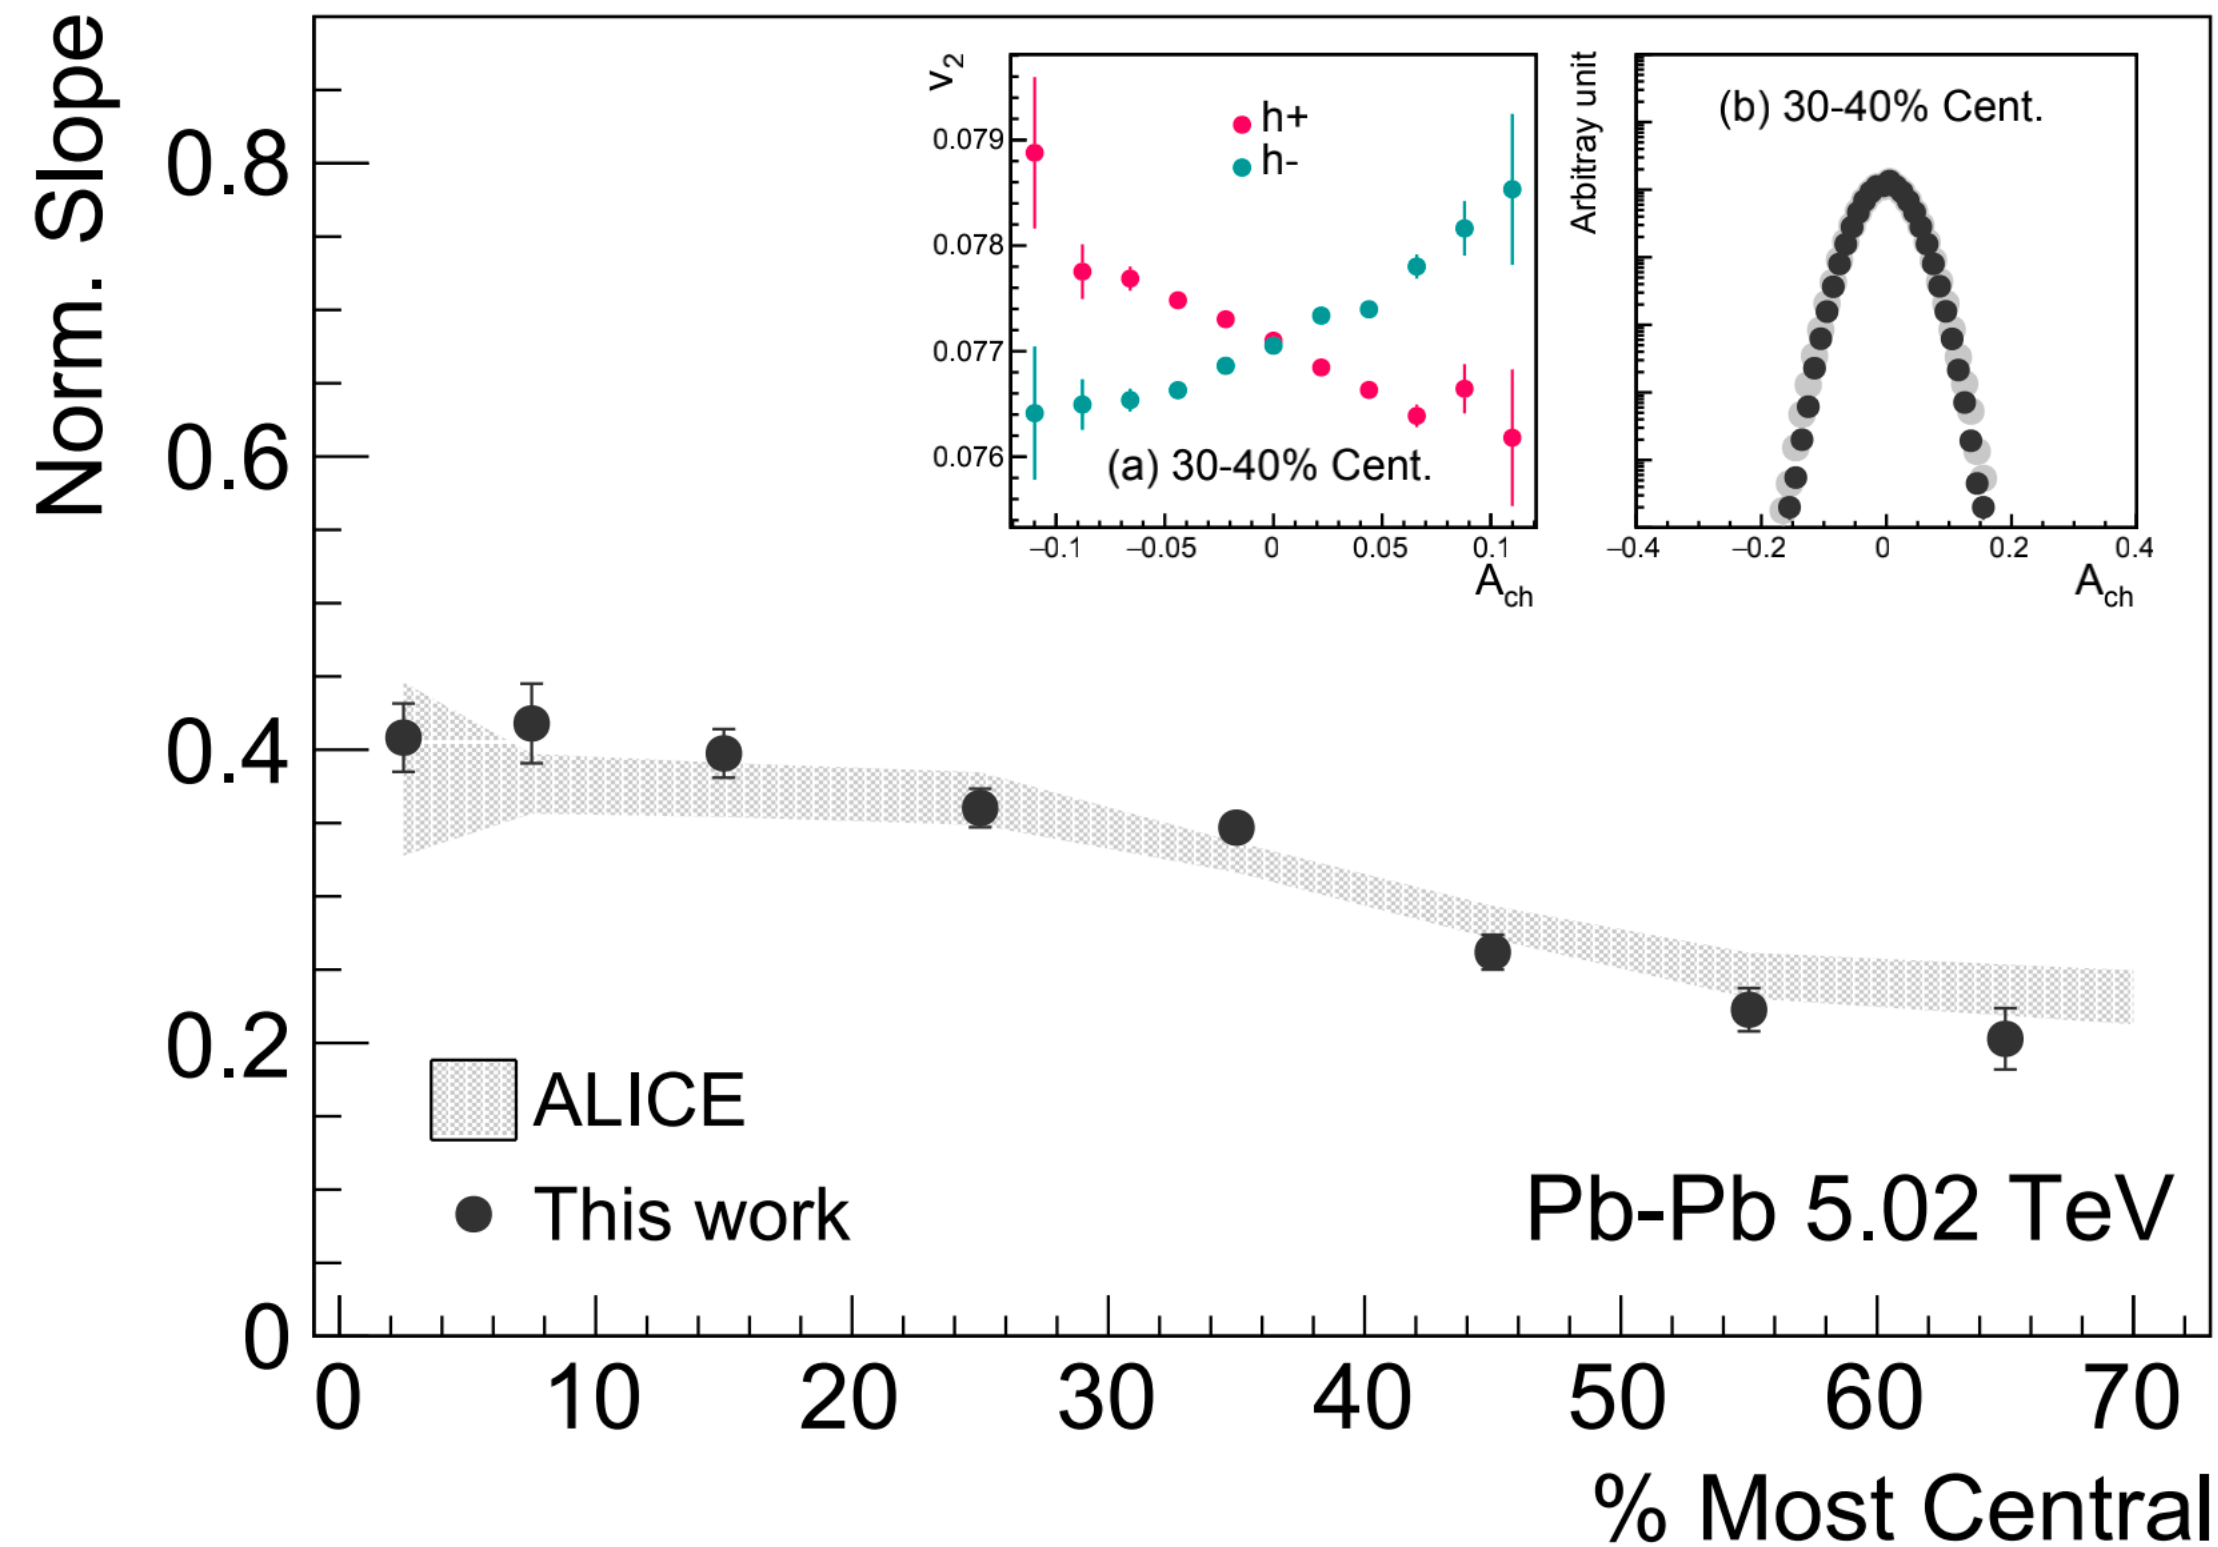 Norm. Slope
0.8
0.6
0.4
0.2
0
v2
0.079
0.078
0.077
0.076
h+
h-
(a) 30-40% Cent.
−0.1 −0.05 0 0.05 0.1
Ach
Arbitray unit
(b) 30-40% Cent.
−0.4 −0.2 0 0.2 0.4
Ach
ALICE
This work
Pb-Pb 5.02 TeV
0 10 20 30 40 50 60 70
% Most Central